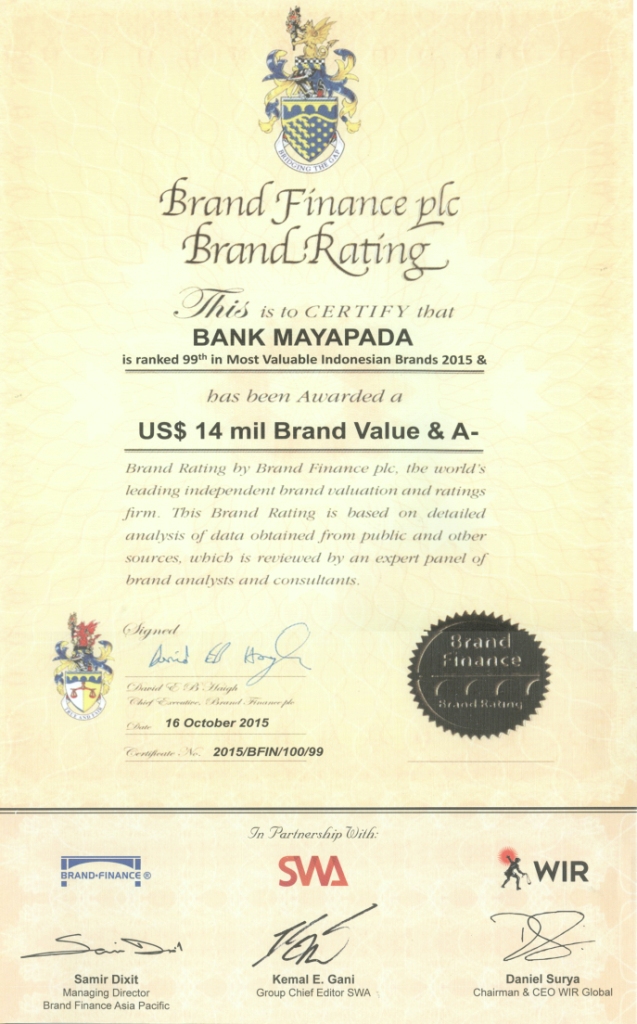 BRIDGING THE GAP
Brand Finance plc
Brand Rating
This is to CERTIFY that
BANK MAYAPADA
is ranked 99th in Most Valuable Indonesian Brands 2015 &
has been Awarded a
US$ 14 mil Brand Value & A-
Brand Rating by Brand Finance plc, the world's
leading independent brand valuation and ratings
firm. This Brand Rating is based on detailed
analysis of data obtained from public and other
sources, which is reviewed by an expert panel of
brand analysts and consultants.
Signed
David E B Haigh
Chief Executive, Brand Finance plc
Date 16 October 2015
Certificate No. 2015/BFIN/100/99
Brand
Finance
Brand Rating
In Partnership With:
BRAND•FINANCE®
SWA
WIR
Samir Dixit
Managing Director
Brand Finance Asia Pacific
Kemal E. Gani
Group Chief Editor SWA
Daniel Surya
Chairman & CEO WIR Global